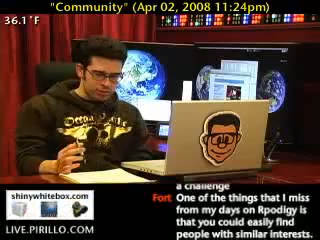 "Community" (Apr 02, 2008 11:24pm)
36.1°F
a challenge
Fort One of the things that I miss
from my days on Rpodigy is
that you could easily find
people with similar interests.
shinywhitebox.com
LIVE.PIRILLO.COM